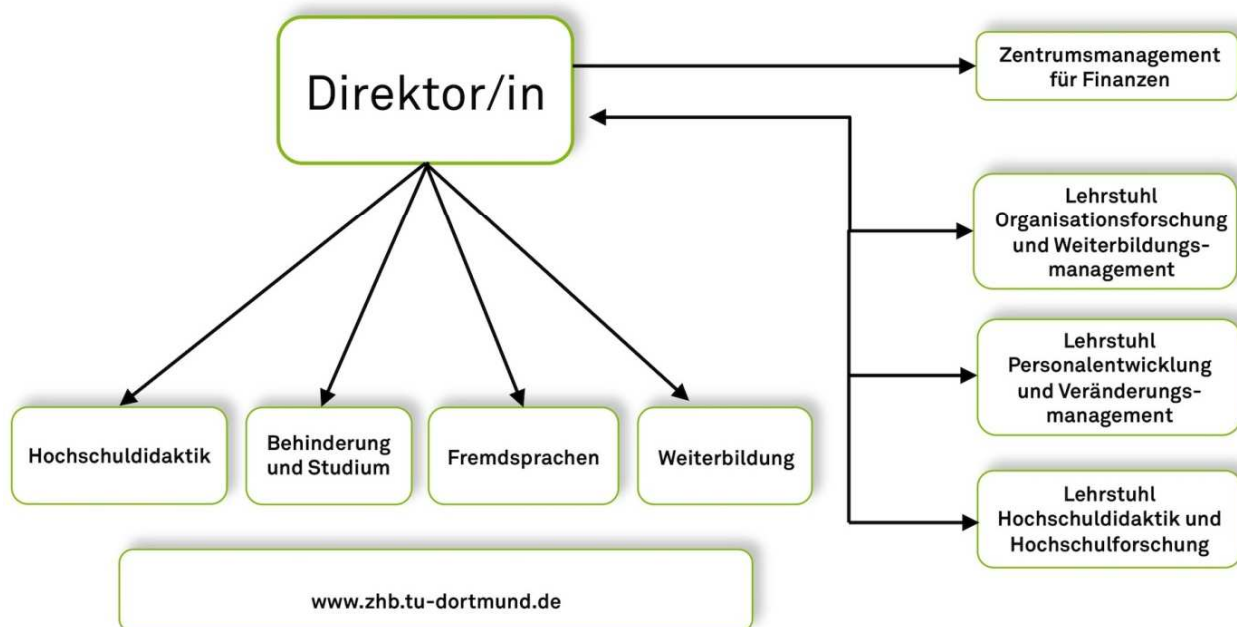 Direktor/in
Zentrumsmanagement
für Finanzen
Lehrstuhl
Organisationsforschung
und Weiterbildungs-
management
Lehrstuhl
Personalentwicklung
und Veränderungs-
management
Lehrstuhl
Hochschuldidaktik und
Hochschulforschung
Hochschuldidaktik
Behinderung
und Studium
Fremdsprachen
Weiterbildung
www.zhb.tu-dortmund.de